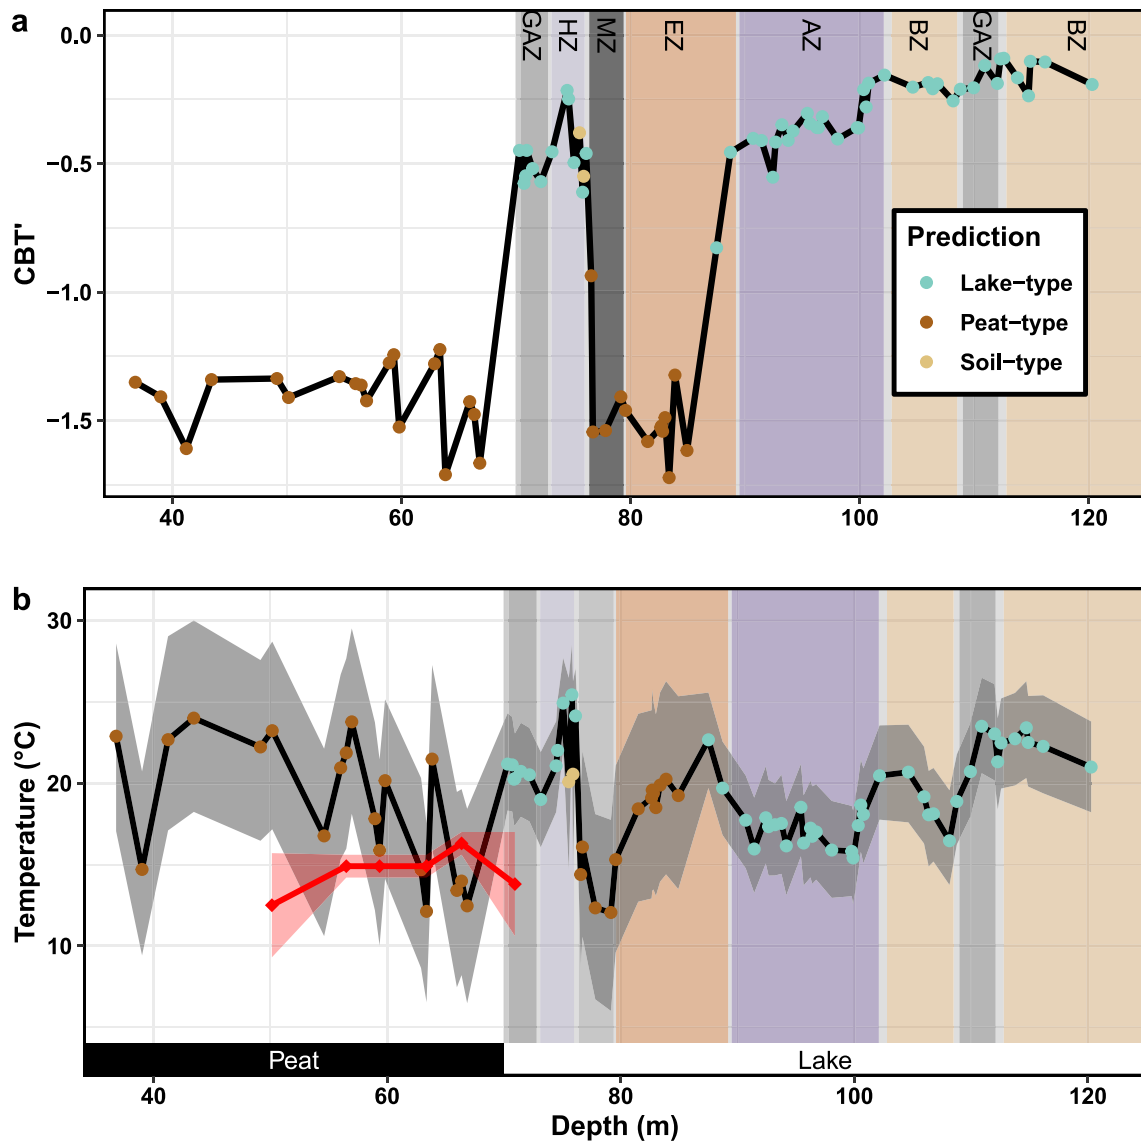 a
GAZ HZ MZ EZ AZ BZ GAZ BZ
0.0
−0.5
−1.0
−1.5
CBT'
Prediction
Lake−type
Peat−type
Soil−type
40 60 80 100 120
b
30
20
10
Temperature (°C)
Peat Lake
40 60 80 100 120
Depth (m)